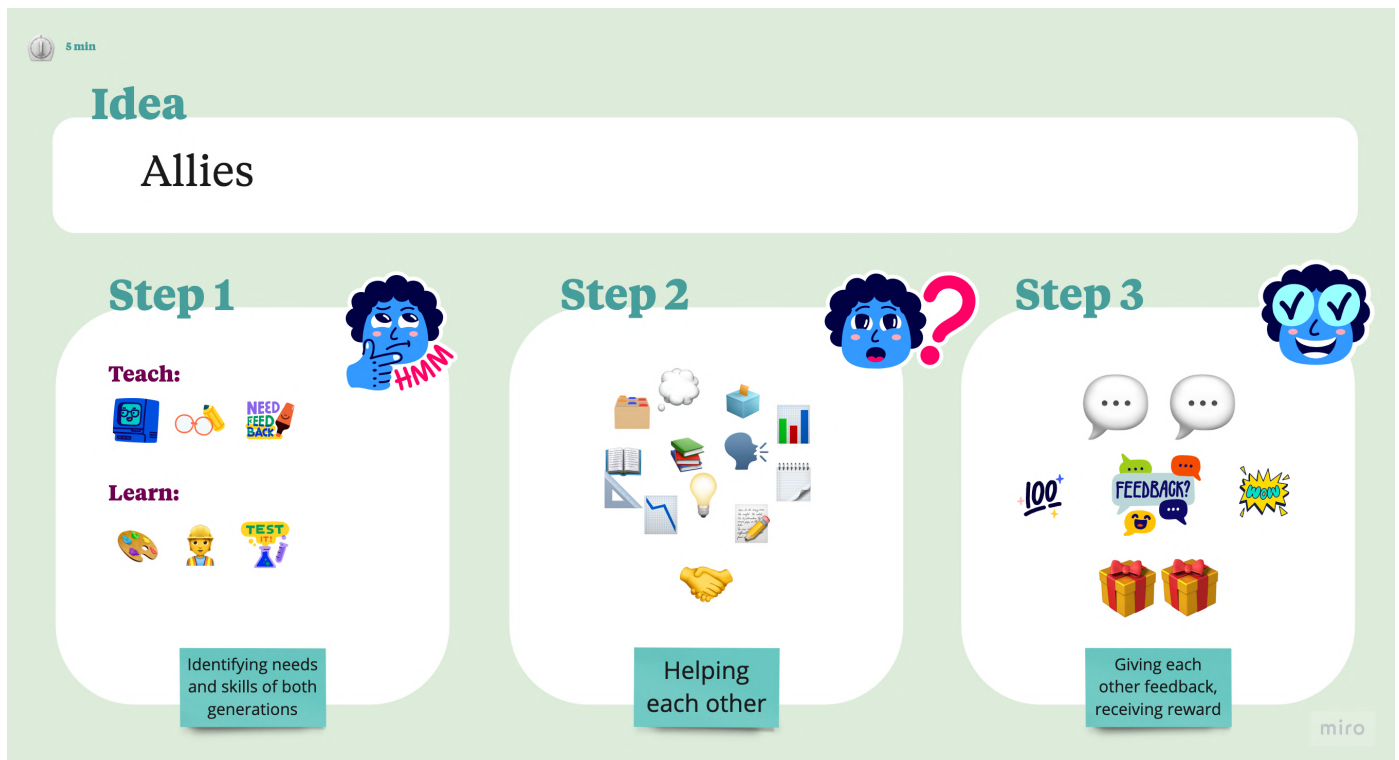 5 min
Idea
Allies
Step 1
HMM
Teach:
NEED
FEED
BACK
Learn:
TEST
IT!
Identifying needs
and skills of both
generations
Step 2
?
Helping
each other
Step 3
100
FEEDBACK?
WOW
Giving each
other feedback,
receiving reward
miro